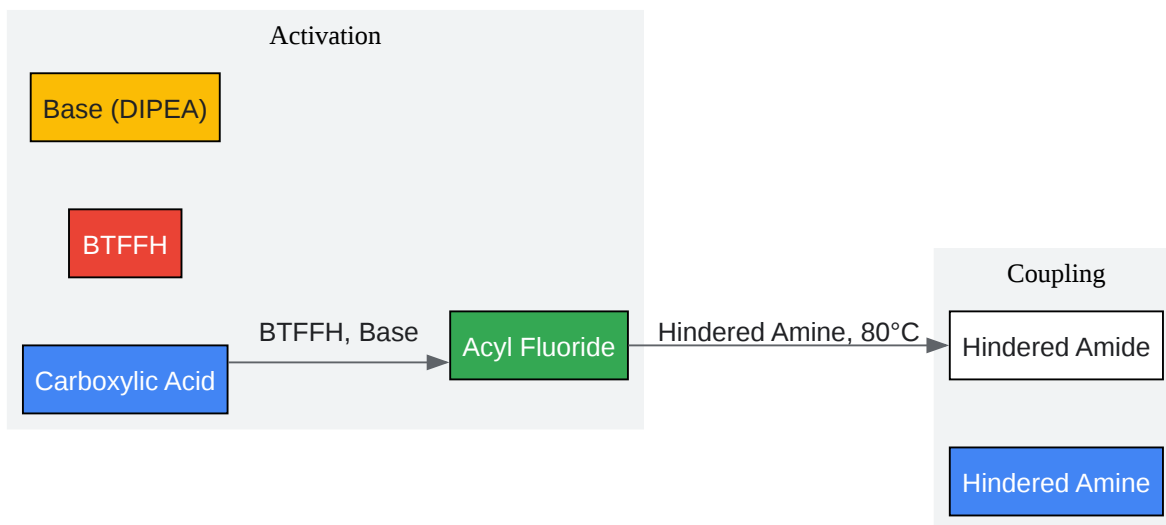 Activation
Base (DIPEA)
BTFFH
Carboxylic Acid
BTFFH, Base
Acyl Fluoride
Hindered Amine, 80°C
Coupling
Hindered Amide
Hindered Amine